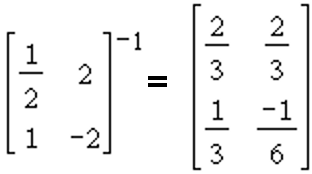 [ 1/2 2 ; 1 -2 ]^-1 = [ 2/3 2/3 ; 1/3 -1/6 ]